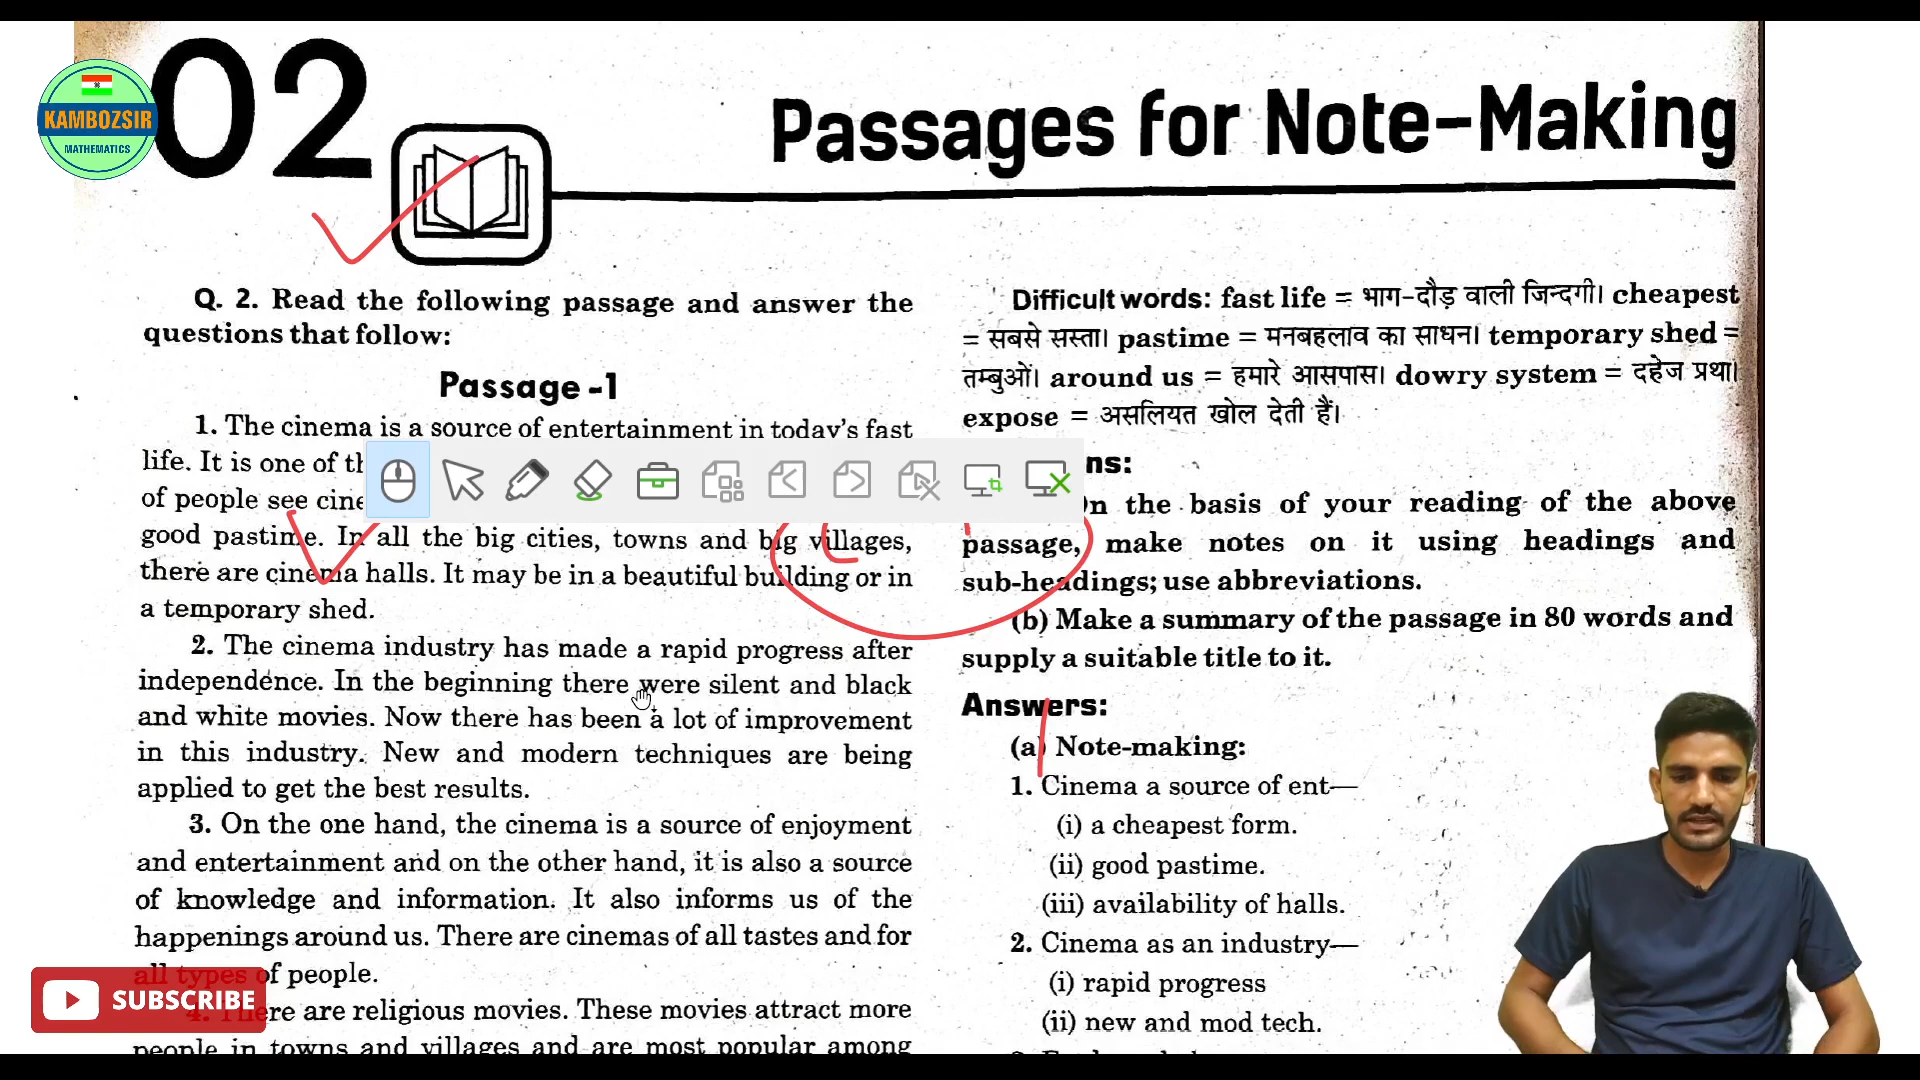 02
KAMBOZSIR
MATHEMATICS
Passages for Note-Making
Q. 2. Read the following passage and answer the
questions that follow:
Passage -1
1. The cinema is a source of entertainment in today's fast
life. It is one of
of people see
good pastime. In all the big cities, towns and big villages,
there are cinema halls. It may be in a beautiful building or in
a temporary shed.
2. The cinema industry has made a rapid progress after
independence. In the beginning there were silent and black
and white movies. Now there has been a lot of improvement
in this industry. New and modern techniques are being
applied to get the best results.
3. On the one hand, the cinema is a source of enjoyment
and entertainment and on the other hand, it is also a source
of knowledge and information. It also informs us of the
happenings around us. There are cinemas of all tastes and for
all types of people.
4. There are religious movies. These movies attract more
people in towns and villages and are most popular among
SUBSCRIBE
Difficult words: fast life = भाग-दौड़ वाली जिन्दगी। cheapest
= सबसे सस्ता। pastime = मनबहलाव का साधन। temporary shed =
तम्बुओं। around us = हमारे आसपास। dowry system = दहेज प्रथा।
expose = असलियत खोल देती हैं।
ns:
on the basis of your reading of the above
passage, make notes on it using headings and
sub-headings; use abbreviations.
(b) Make a summary of the passage in 80 words and
supply a suitable title to it.
Answers:
(a) Note-making:
1. Cinema a source of ent—
(i) a cheapest form.
(ii) good pastime.
(iii) availability of halls.
2. Cinema as an industry—
(i) rapid progress
(ii) new and mod tech.